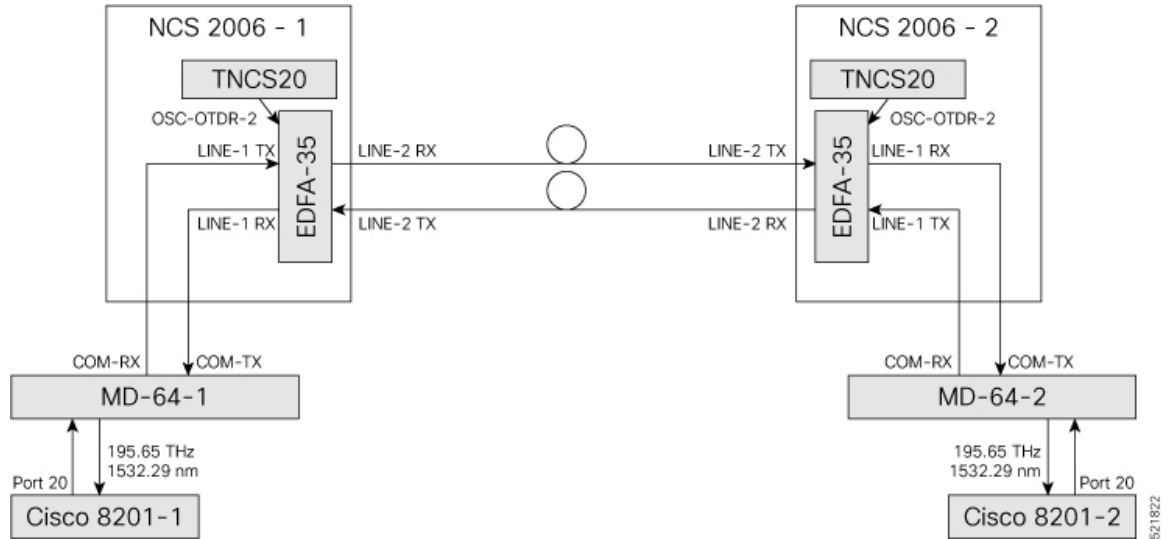 NCS 2006 - 1
TNCS20
OSC-OTDR-2
EDFA-35
LINE-1 TX
LINE-2 RX
LINE-1 RX
LINE-2 TX
NCS 2006 - 2
TNCS20
OSC-OTDR-2
EDFA-35
LINE-2 TX
LINE-1 RX
LINE-2 RX
LINE-1 TX
COM-RX
COM-TX
MD-64-1
195.65 THz
1532.29 nm
Port 20
Cisco 8201-1
COM-RX
COM-TX
MD-64-2
195.65 THz
1532.29 nm
Port 20
Cisco 8201-2
521822